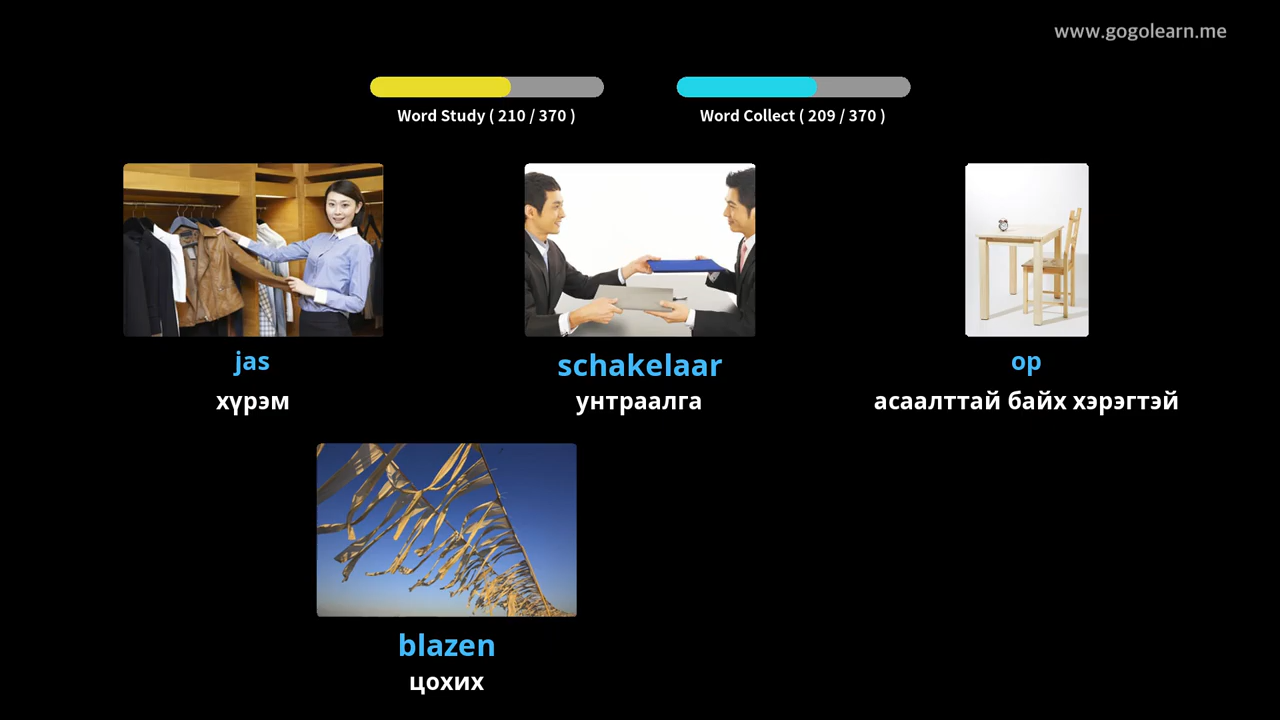 www.gogolearn.me
Word Study ( 210 / 370 )
Word Collect ( 209 / 370 )
jas
хүрэм
schakelaar
унтраалга
op
асаалттай байх хэрэгтэй
blazen
цохих